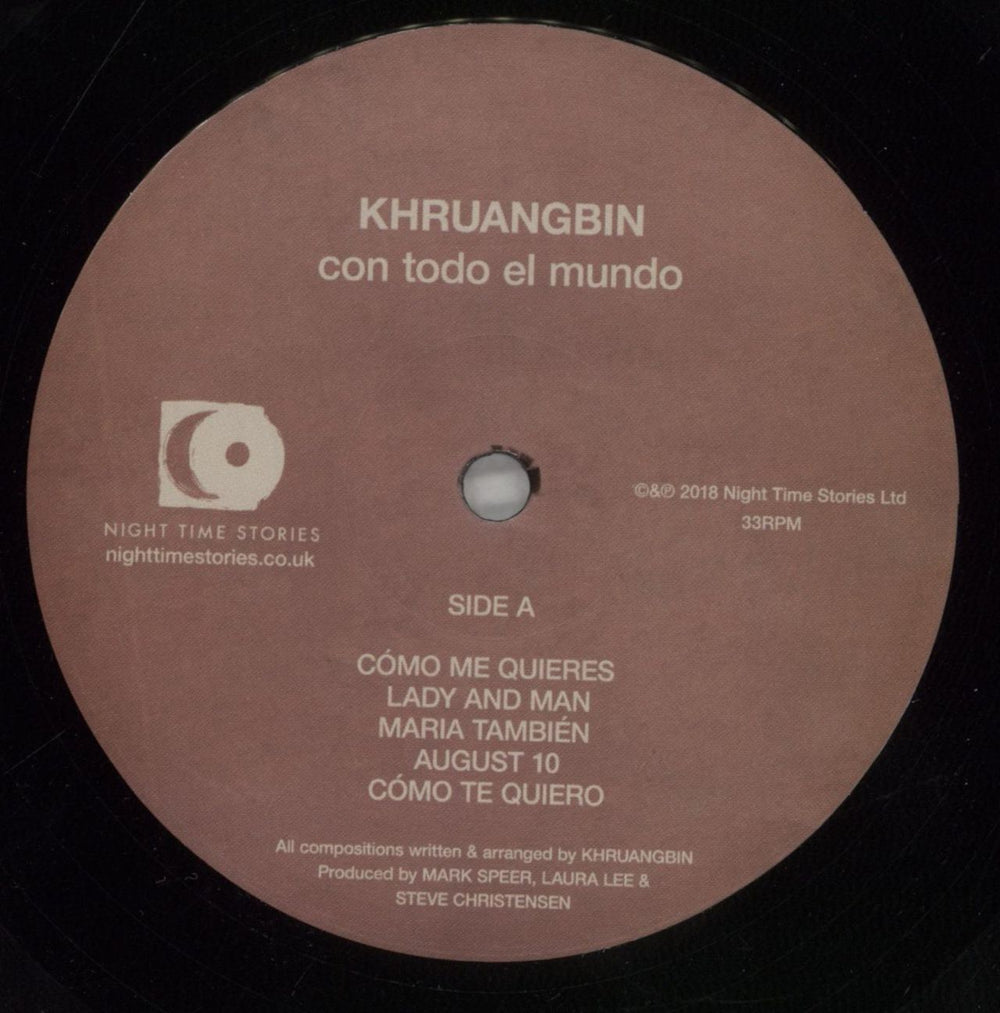 KHRUANGBIN
con todo el mundo
NIGHT TIME STORIES
nighttimestories.co.uk
©&℗ 2018 Night Time Stories Ltd
33RPM
SIDE A
CÓMO ME QUIERES
LADY AND MAN
MARIA TAMBIÉN
AUGUST 10
CÓMO TE QUIERO
All compositions written & arranged by KHRUANGBIN
Produced by MARK SPEER, LAURA LEE &
STEVE CHRISTENSEN